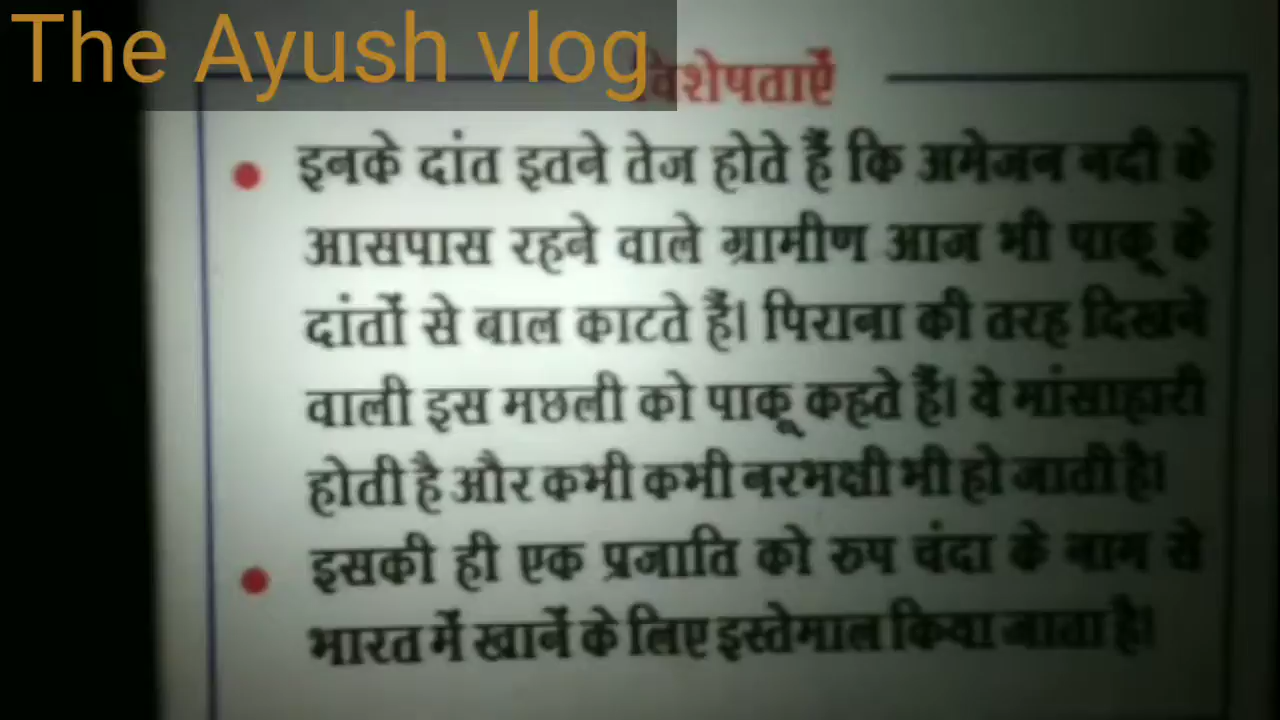 The Ayush vlog
विशेषताऐं
इनके दांत इतने तेज होते हैं कि अमेजन नदी के
आसपास रहने वाले ग्रामीण आज भी पाकू के
दांतों से बाल काटते हैं। पिराना की तरह दिखने
वाली इस मछली को पाकू कहते हैं। ये मांसाहारी
होती है और कभी कभी नरभक्षी भी हो जाती है।
इसकी ही एक प्रजाति को रुप चंदा के नाम से
भारत में खानें के लिए इस्तेमाल किया जाता है।